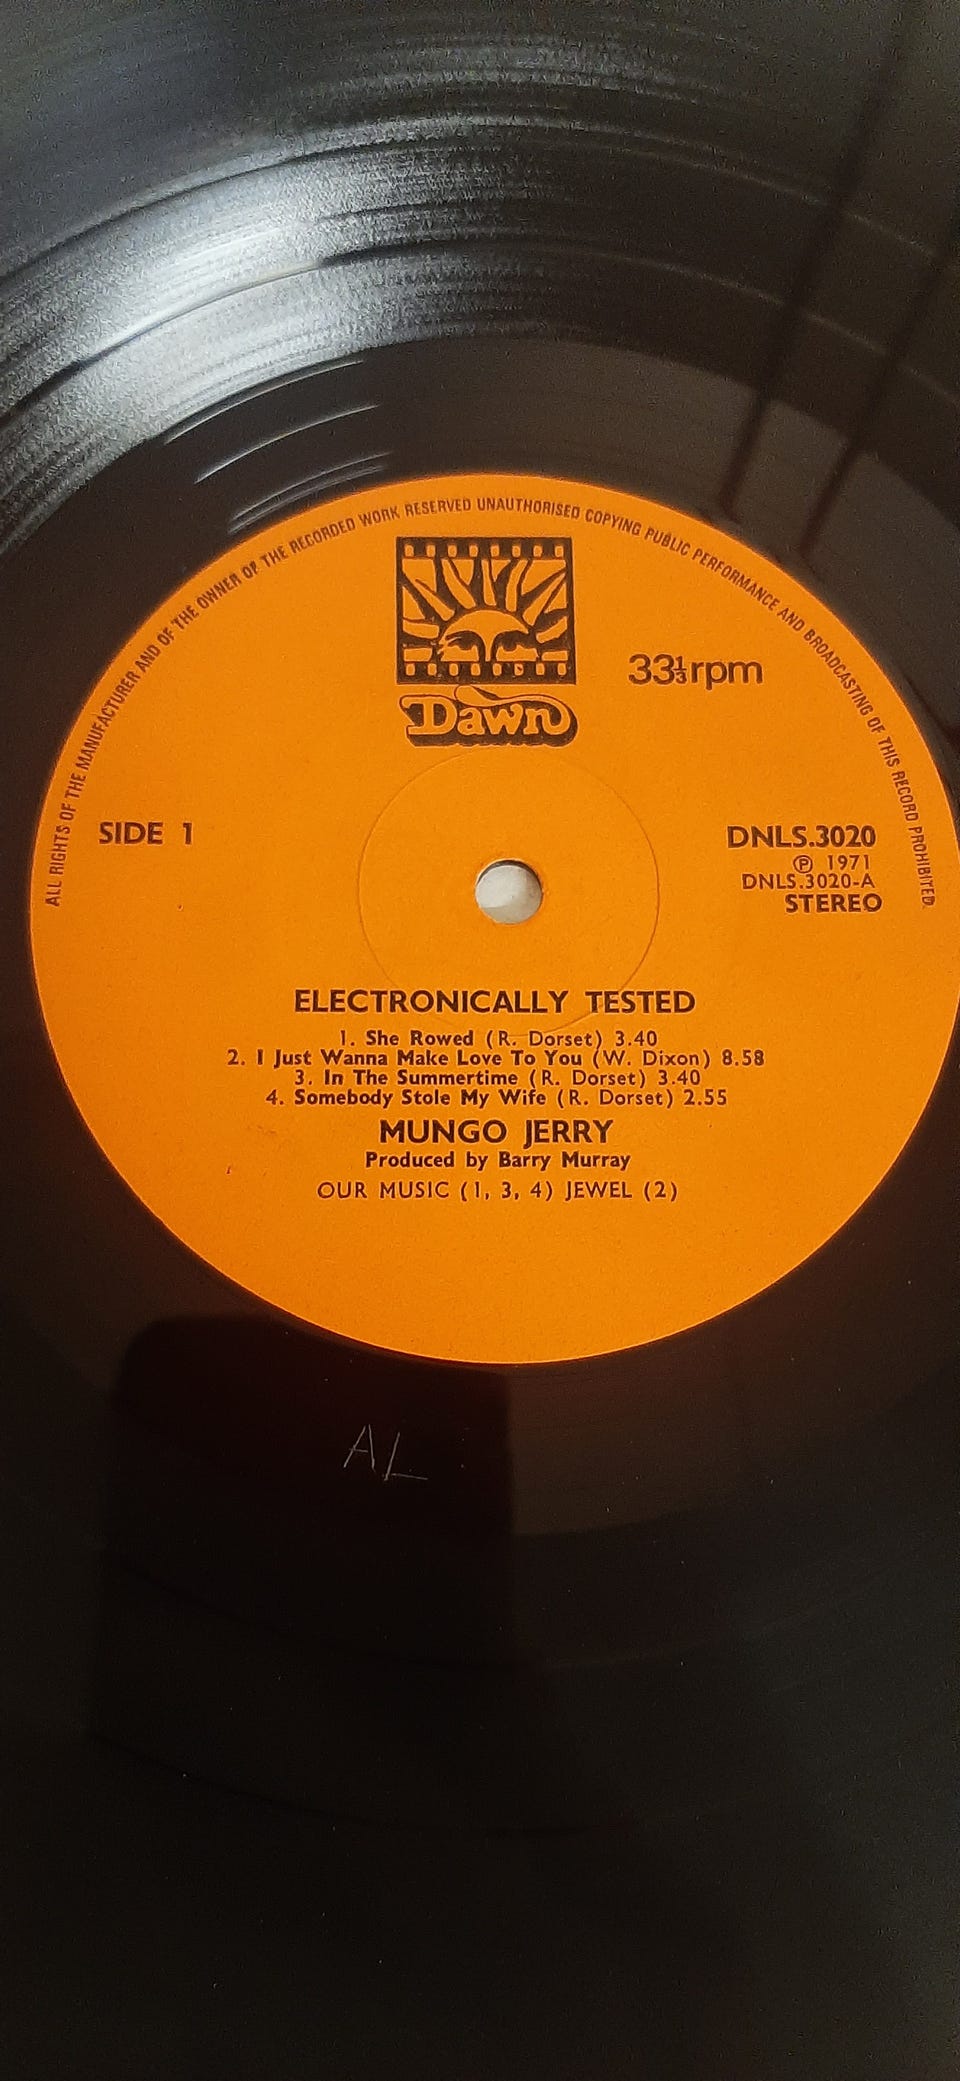 ALL RIGHTS OF THE MANUFACTURER AND OF THE OWNER OF THE RECORDED WORK RESERVED UNAUTHORISED COPYING PUBLIC PERFORMANCE AND BROADCASTING OF THIS RECORD PROHIBITED.
Dawn
33⅓rpm
SIDE 1
DNLS.3020
Ⓟ 1971
DNLS.3020-A
STEREO
ELECTRONICALLY TESTED
1. She Rowed (R. Dorset) 3.40
2. I Just Wanna Make Love To You (W. Dixon) 8.58
3. In The Summertime (R. Dorset) 3.40
4. Somebody Stole My Wife (R. Dorset) 2.55
MUNGO JERRY
Produced by Barry Murray
OUR MUSIC (1, 3, 4) JEWEL (2)
AL